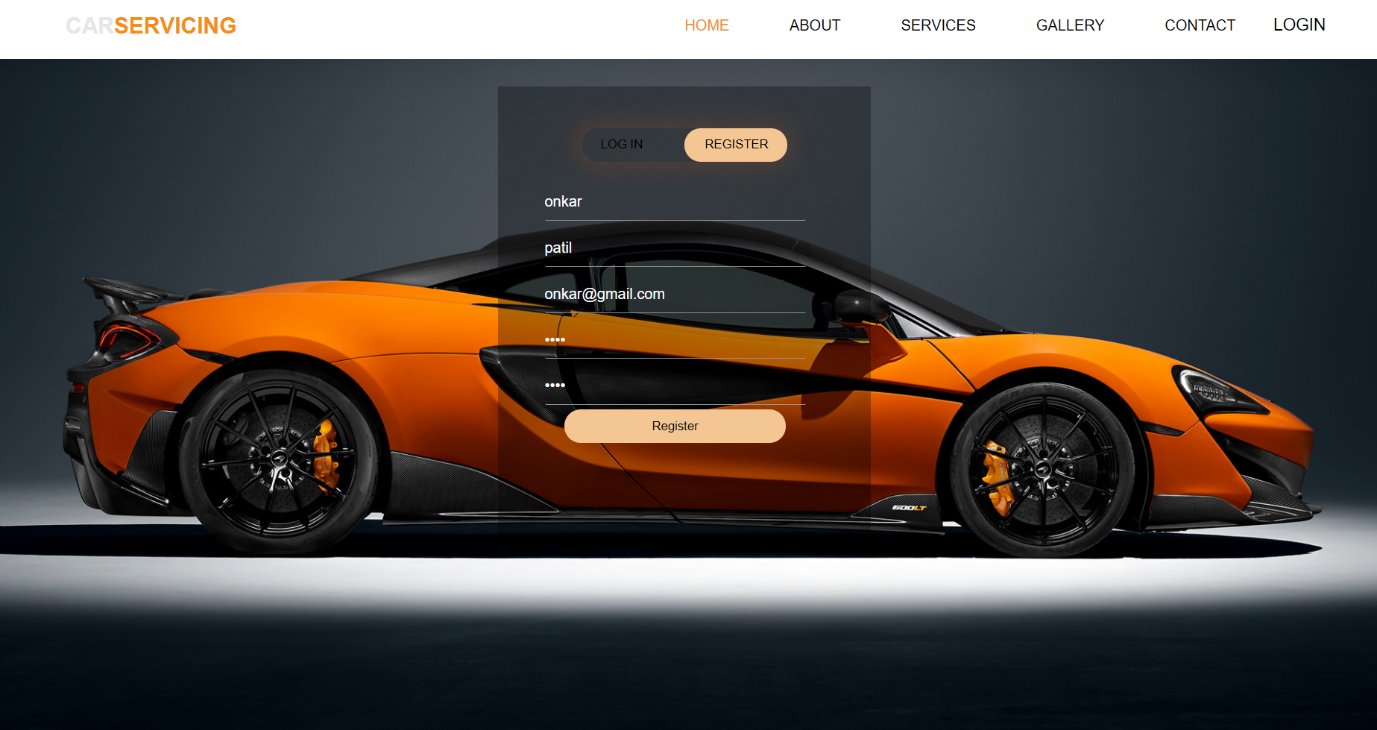 CARSERVICING HOME ABOUT SERVICES GALLERY CONTACT LOGIN
LOG IN REGISTER
onkar
patil
onkar@gmail.com
••••
••••
Register
600LT